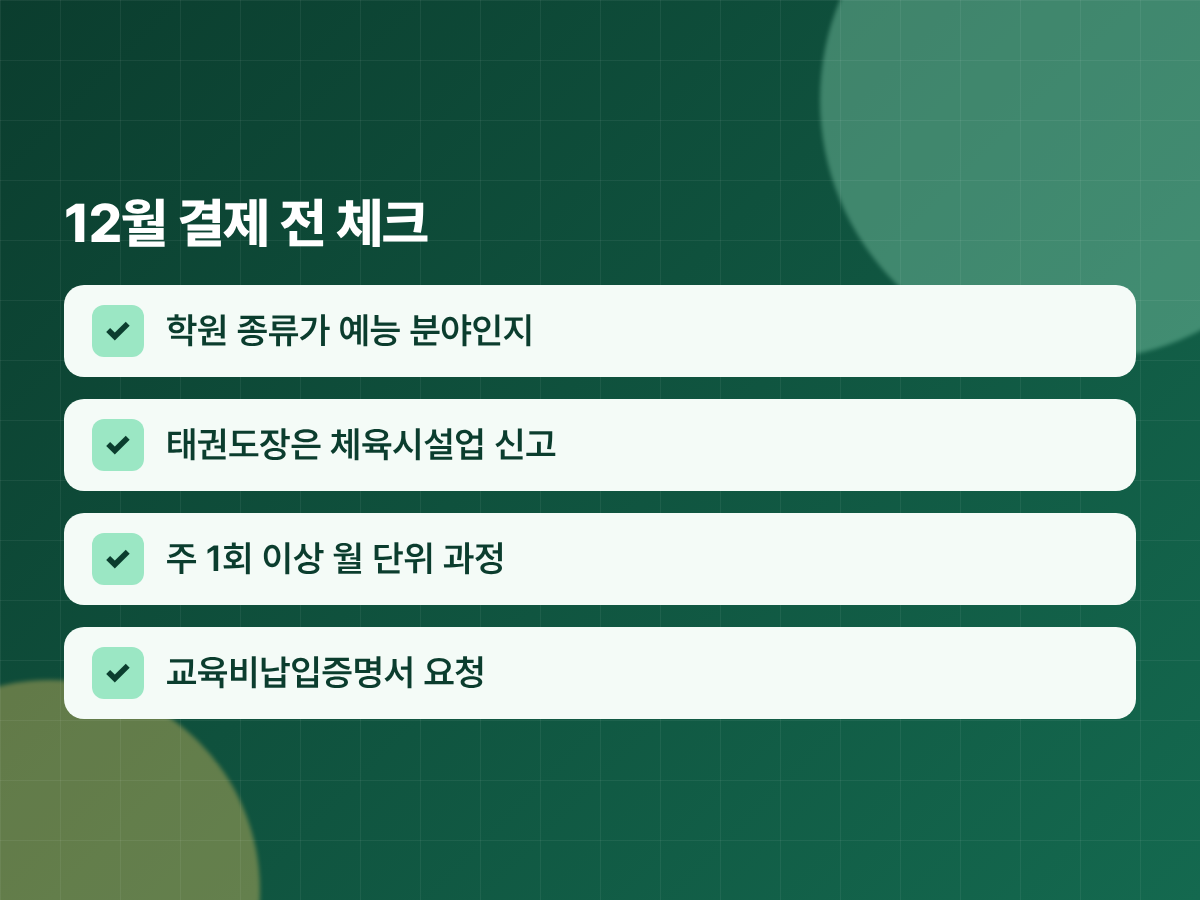 12월 결제 전 체크
학원 종류가 예능 분야인지
태권도장은 체육시설업 신고
주 1회 이상 월 단위 과정
교육비납입증명서 요청